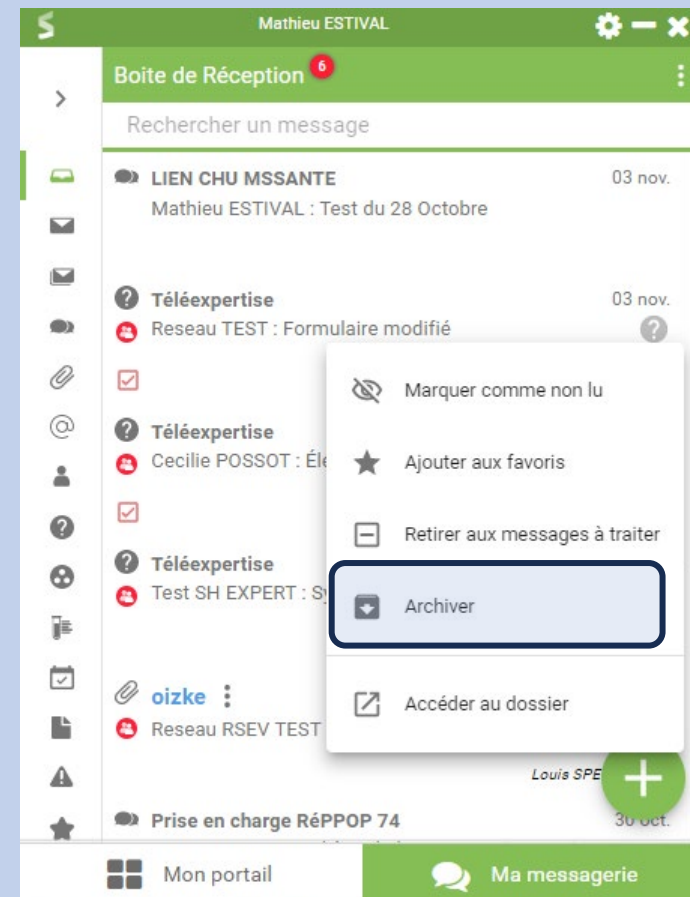 Mathieu ESTIVAL
Boite de Réception 6
Rechercher un message
LIEN CHU MSSANTE 03 nov.
Mathieu ESTIVAL : Test du 28 Octobre
Téléexpertise 03 nov.
Reseau TEST : Formulaire modifié
Marquer comme non lu
Téléexpertise
Cecilie POSSOT : Éle
Ajouter aux favoris
Retirer aux messages à traiter
Téléexpertise
Test SH EXPERT : Sy
Archiver
oizke
Accéder au dossier
Reseau RSEV TEST
Louis SPE
Prise en charge RéPPOP 74 30 oct.
Mon portail
Ma messagerie